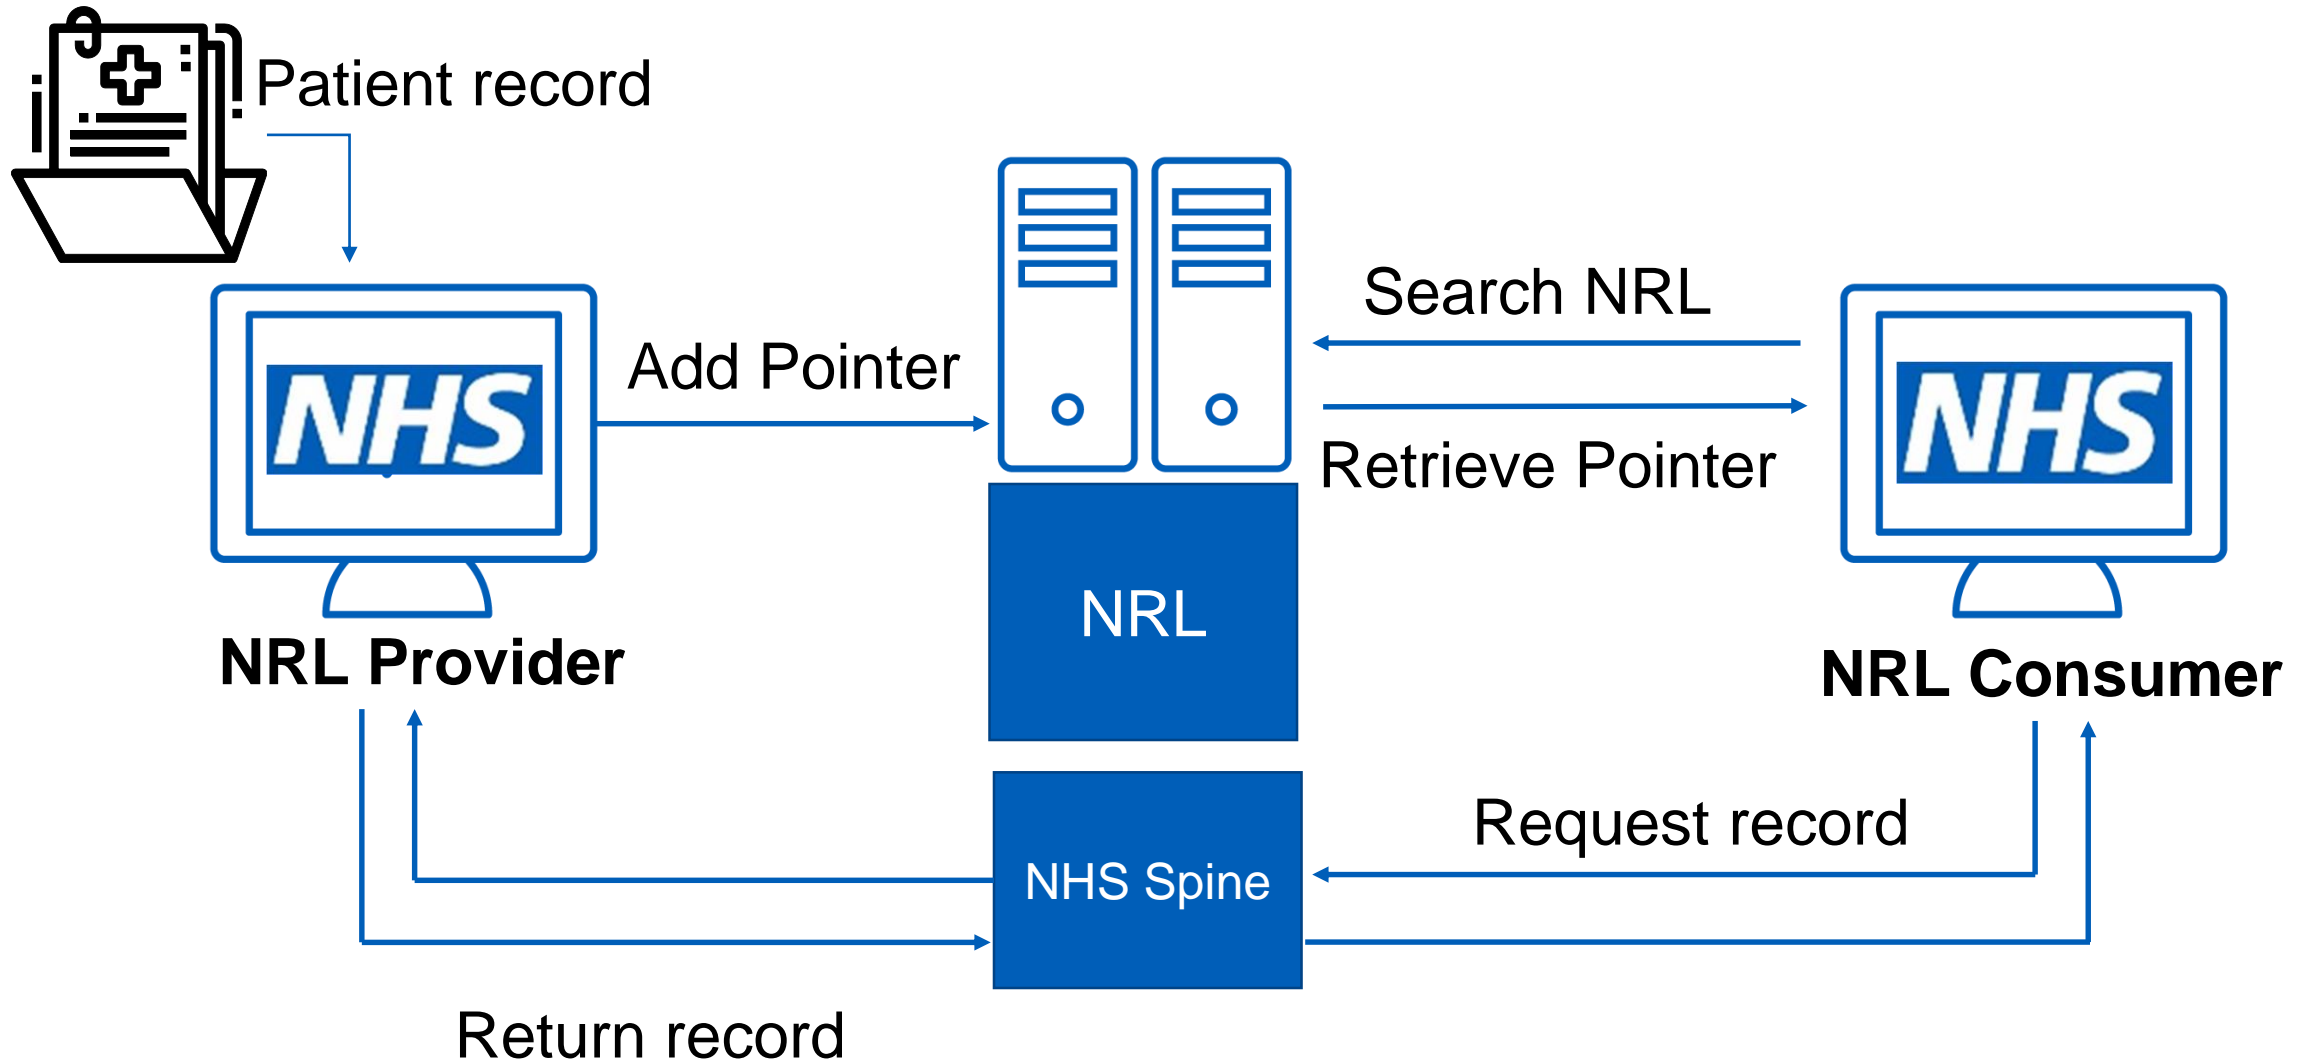 Patient record
Search NRL
Add Pointer
NHS
NHS
Retrieve Pointer
NRL
NRL Provider
NRL Consumer
Request record
NHS Spine
Return record